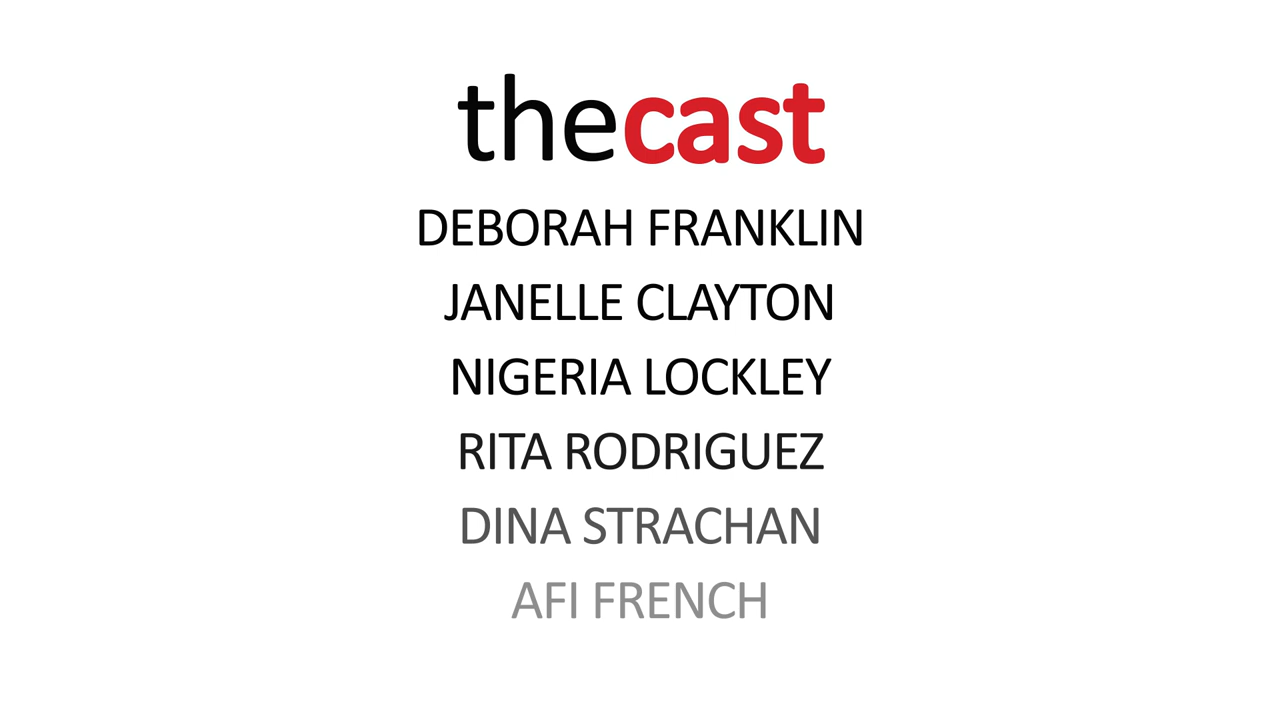 thecast
DEBORAH FRANKLIN
JANELLE CLAYTON
NIGERIA LOCKLEY
RITA RODRIGUEZ
DINA STRACHAN
AFI FRENCH